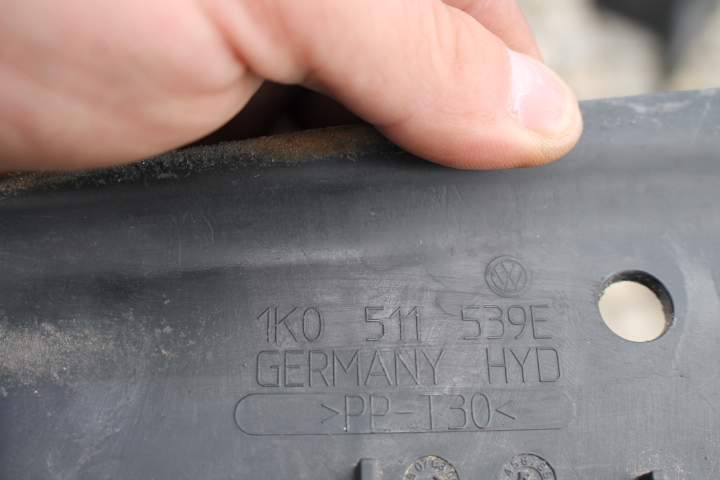 1K0 511 539E
GERMANY HYD
>PP-T30<